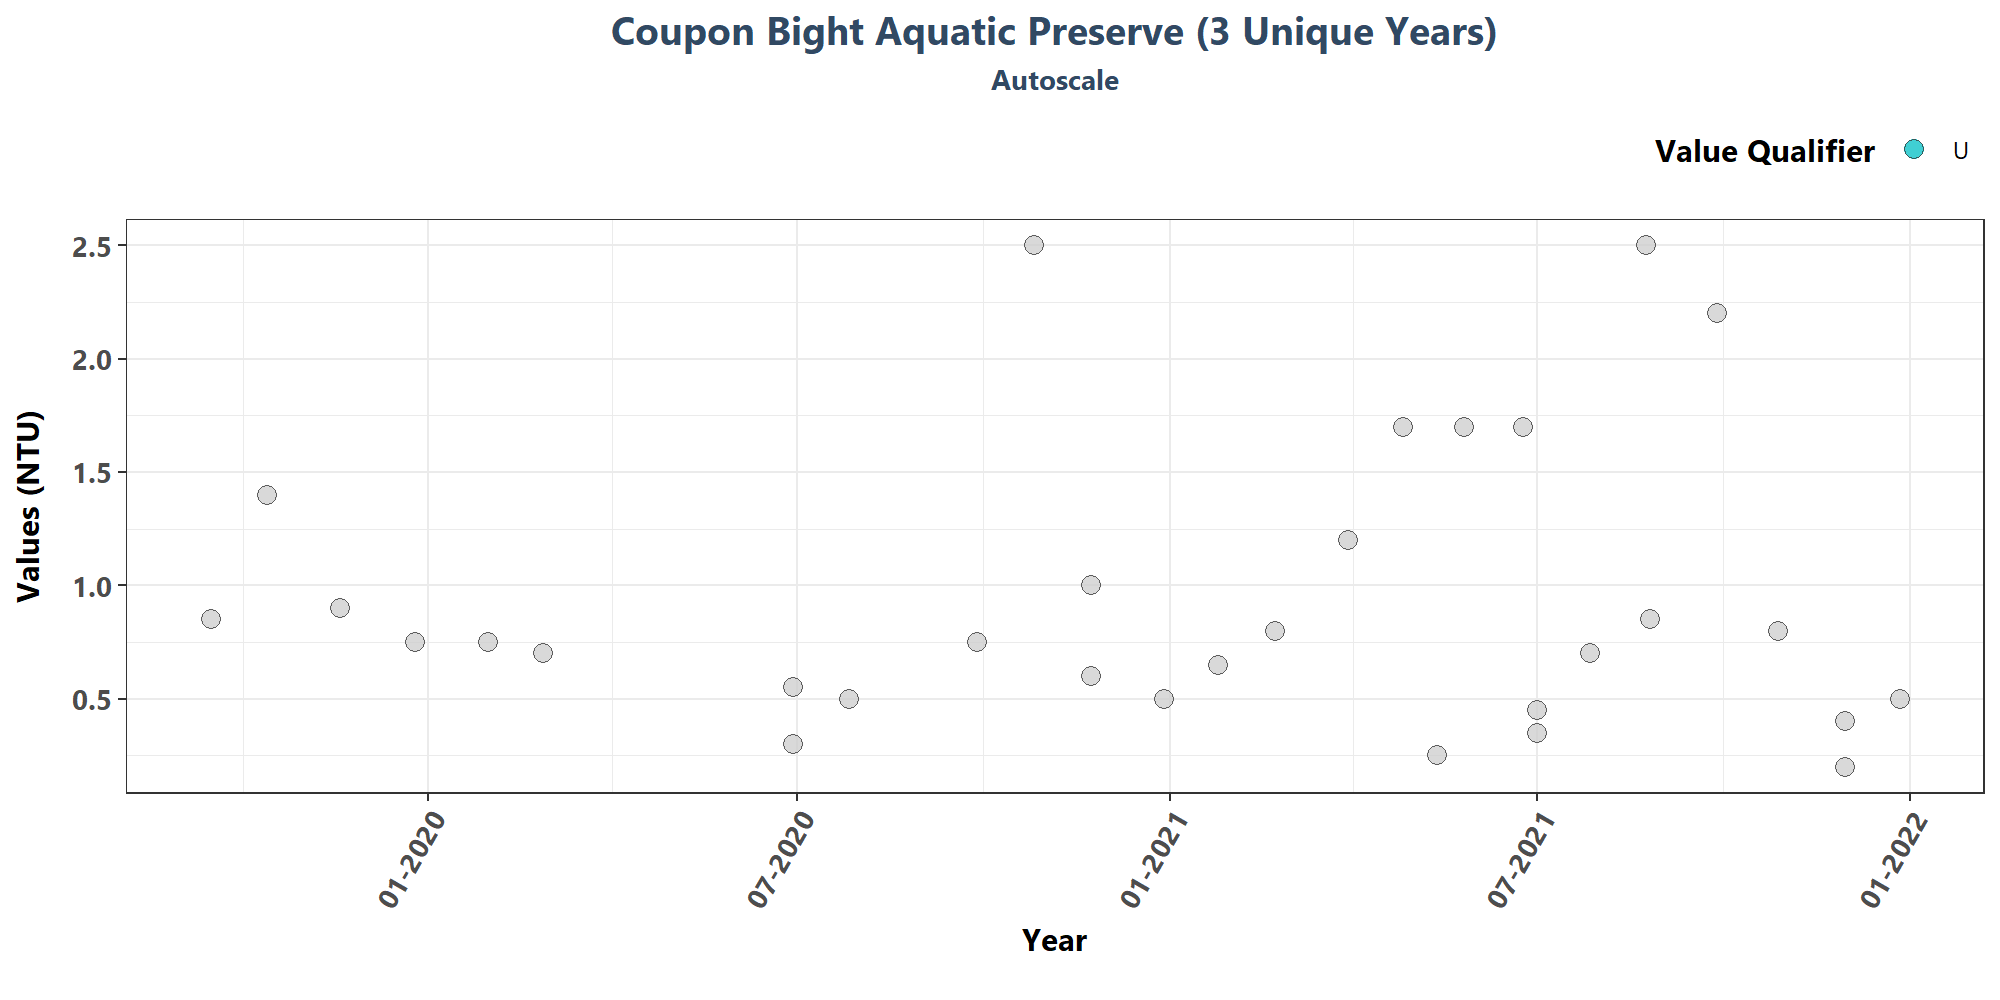 Coupon Bight Aquatic Preserve (3 Unique Years)
Autoscale
Value Qualifier U
Values (NTU)
2.5
2.0
1.5
1.0
0.5
01-2020
07-2020
01-2021
07-2021
01-2022
Year